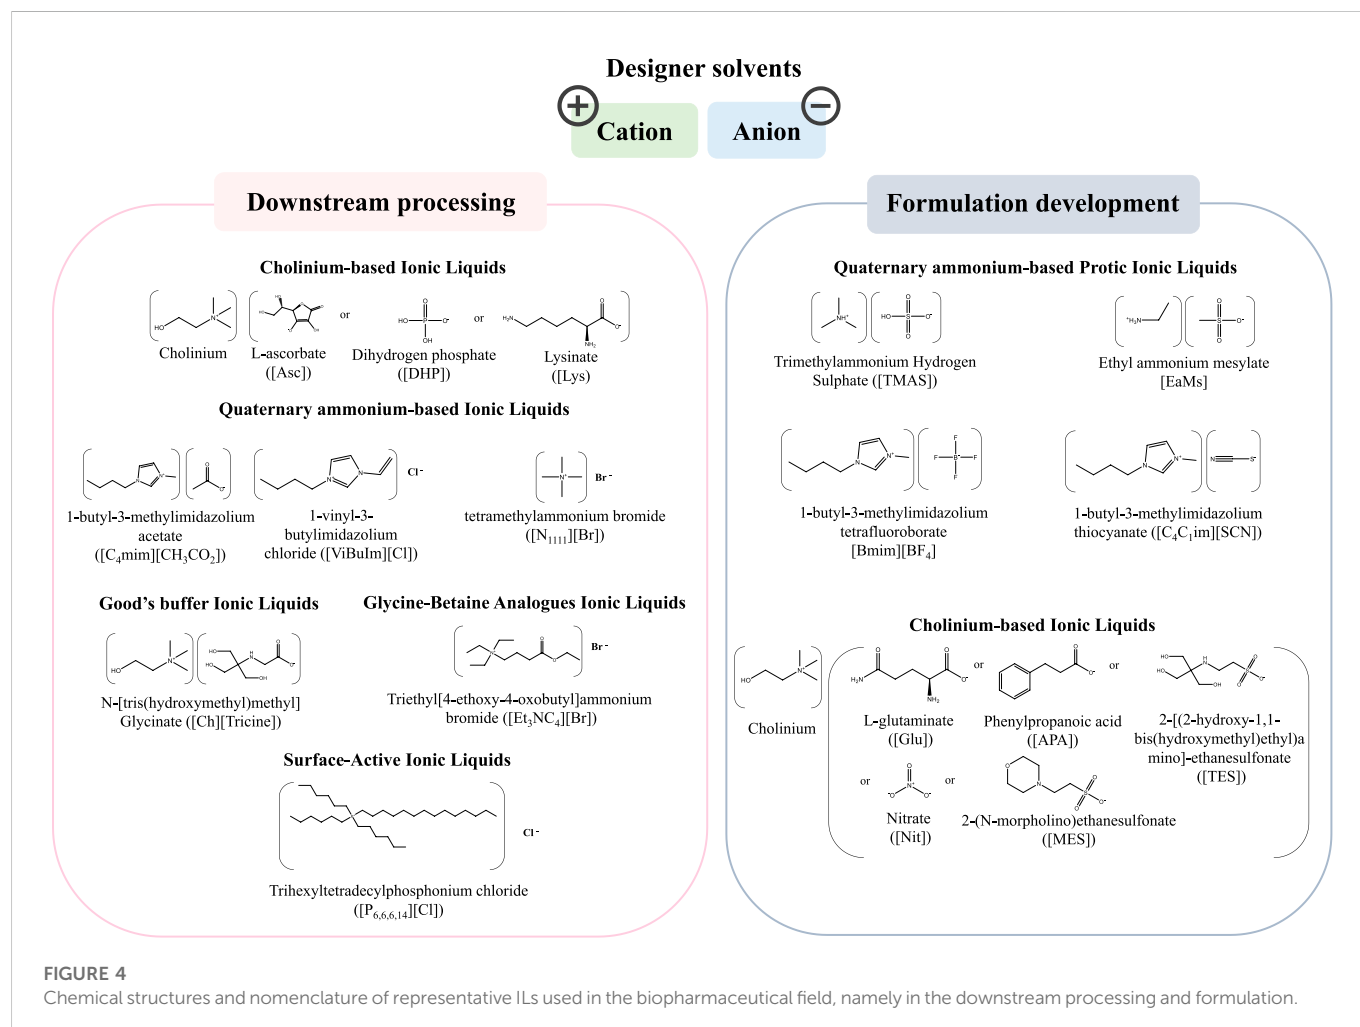 Designer solvents
+
Cation
Anion
−
Downstream processing
Cholinium-based Ionic Liquids
Cholinium
L-ascorbate
([Asc])
or
Dihydrogen phosphate
([DHP])
or
Lysinate
([Lys)
Quaternary ammonium-based Ionic Liquids
1-butyl-3-methylimidazolium
acetate
([C₄mim][CH₃CO₂])
Cl⁻
1-vinyl-3-
butylimidazolium
chloride ([ViBuIm][Cl])
Br⁻
tetramethylammonium bromide
([N₁₁₁₁][Br])
Good's buffer Ionic Liquids
N-[tris(hydroxymethyl)methyl]
Glycinate ([Ch][Tricine])
Glycine-Betaine Analogues Ionic Liquids
Br⁻
Triethyl[4-ethoxy-4-oxobutyl]ammonium
bromide ([Et₃NC₄][Br])
Surface-Active Ionic Liquids
Cl⁻
Trihexyltetradecylphosphonium chloride
([P₆,₆,₆,₁₄][Cl])
Formulation development
Quaternary ammonium-based Protic Ionic Liquids
Trimethylammonium Hydrogen
Sulphate ([TMAS])
Ethyl ammonium mesylate
[EaMs]
1-butyl-3-methylimidazolium
tetrafluoroborate
[Bmim][BF₄]
1-butyl-3-methylimidazolium
thiocyanate ([C₄C₁im][SCN])
Cholinium-based Ionic Liquids
Cholinium
L-glutaminate
([Glu])
or
Phenylpropanoic acid
([APA])
or
2-[(2-hydroxy-1,1-
bis(hydroxymethyl)ethyl)a
mino]-ethanesulfonate
([TES])
or
Nitrate
([Nit])
or
2-(N-morpholino)ethanesulfonate
([MES])
FIGURE 4
Chemical structures and nomenclature of representative ILs used in the biopharmaceutical field, namely in the downstream processing and formulation.